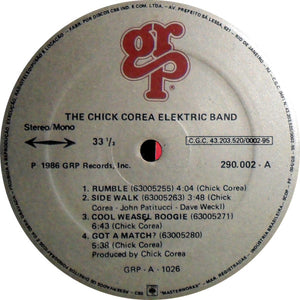 grp
THE CHICK COREA ELEKTRIC BAND
Stereo/Mono
33 1/3
C.G.C. 43.203.520/0002-95
P 1986 GRP Records, Inc.
290.002 - A
1. RUMBLE (63005255) 4:04 (Chick Corea)
2. SIDE WALK (63005263) 3:48 (Chick
Corea - John Patitucci - Dave Weckl)
3. COOL WEASEL BOOGIE (63005271)
6:43 (Chick Corea)
4. GOT A MATCH? (63005280)
5:38 (Chick Corea)
Produced by Chick Corea
GRP - A - 1026